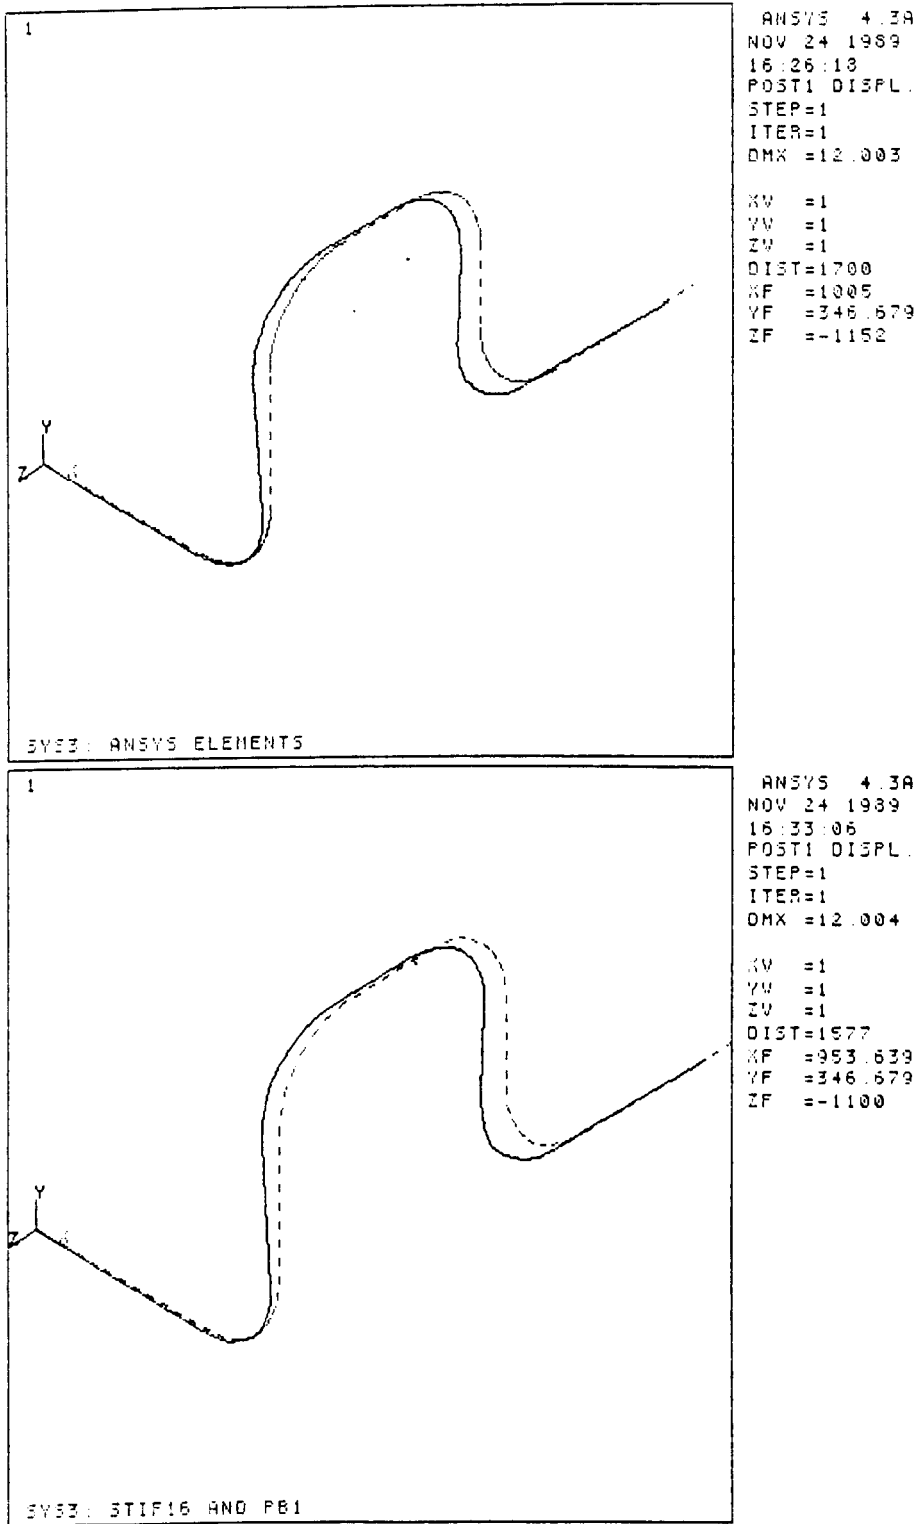 1
ANSYS 4.3A
NOV 24 1989
16:26:18
POST1 DISPL.
STEP=1
ITER=1
DMX =12.003
XV =1
YV =1
ZV =1
DIST=1700
XF =1005
YF =346.679
ZF =-1152
Y
Z
X
SYS3: ANSYS ELEMENTS
1
ANSYS 4.3A
NOV 24 1989
16:33:06
POST1 DISPL.
STEP=1
ITER=1
DMX =12.004
XV =1
YV =1
ZV =1
DIST=1577
XF =953.639
YF =346.679
ZF =-1100
Y
Z
X
SYS3: STIF16 AND PB1